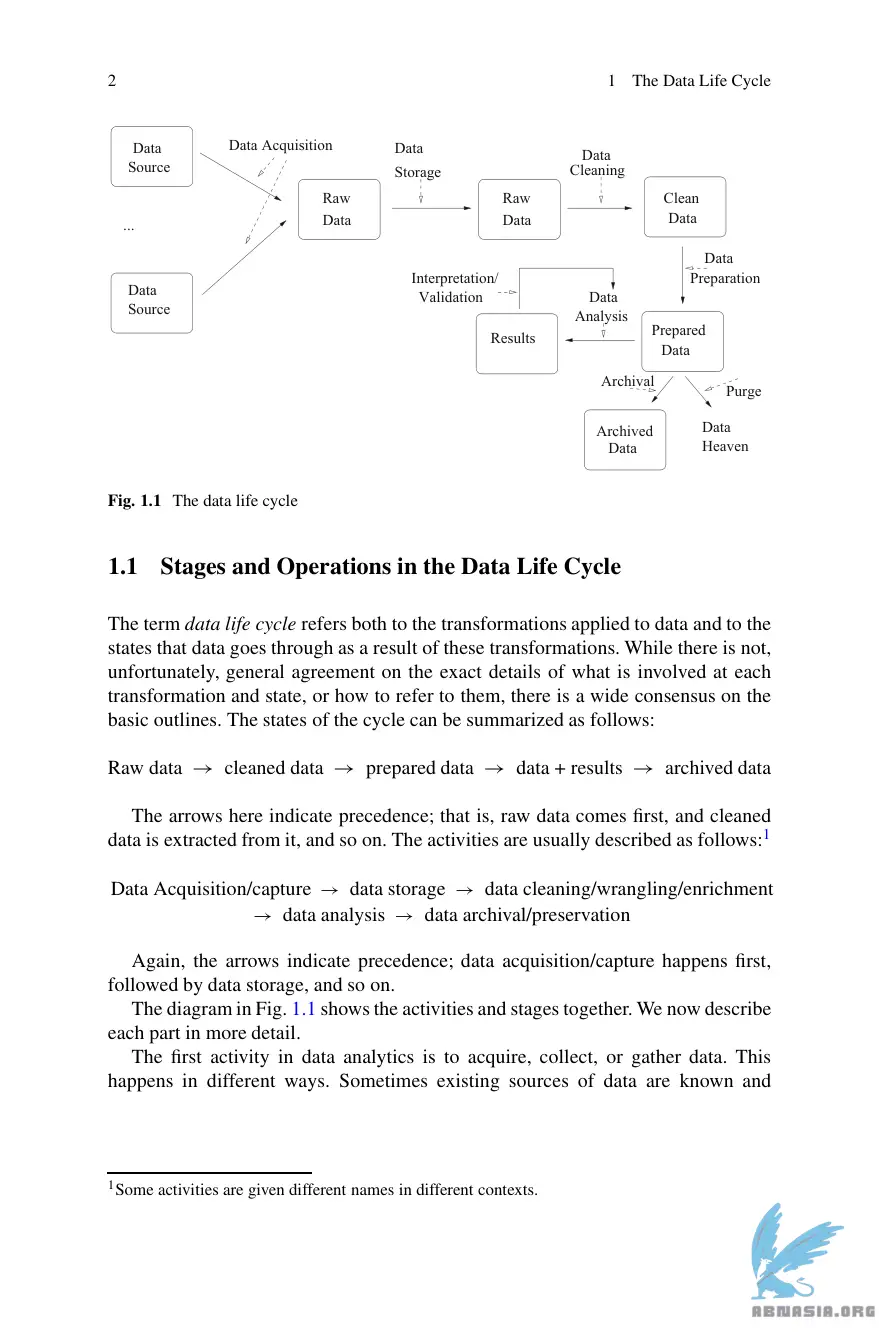 2
1 The Data Life Cycle
Data
Source
Data Acquisition
Data
Storage
Data
Cleaning
Raw
Data
Raw
Data
Clean
Data
...
Data
Source
Data
Preparation
Interpretation/
Validation
Data
Analysis
Results
Prepared
Data
Archival
Purge
Archived
Data
Data
Heaven
Fig. 1.1 The data life cycle
1.1 Stages and Operations in the Data Life Cycle
The term data life cycle refers both to the transformations applied to data and to the
states that data goes through as a result of these transformations. While there is not,
unfortunately, general agreement on the exact details of what is involved at each
transformation and state, or how to refer to them, there is a wide consensus on the
basic outlines. The states of the cycle can be summarized as follows:
Raw data → cleaned data → prepared data → data + results → archived data
The arrows here indicate precedence; that is, raw data comes first, and cleaned
data is extracted from it, and so on. The activities are usually described as follows:1
Data Acquisition/capture → data storage → data cleaning/wrangling/enrichment
→ data analysis → data archival/preservation
Again, the arrows indicate precedence; data acquisition/capture happens first,
followed by data storage, and so on.
The diagram in Fig. 1.1 shows the activities and stages together. We now describe
each part in more detail.
The first activity in data analytics is to acquire, collect, or gather data. This
happens in different ways. Sometimes existing sources of data are known and
1Some activities are given different names in different contexts.
ABNASIA.ORG